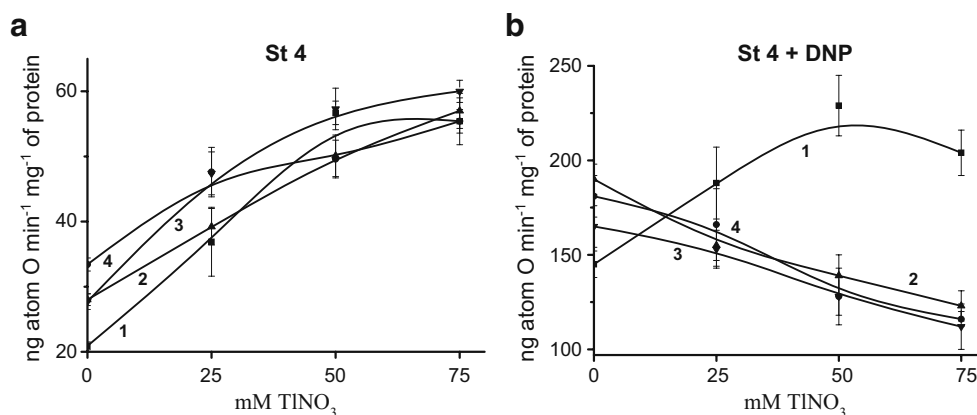 a
St 4
ng atom O min⁻¹ mg⁻¹ of protein
60
40
20
0
25
50
75
mM TlNO₃
1
2
3
4
b
St 4 + DNP
ng atom O min⁻¹ mg⁻¹ of protein
250
200
150
100
0
25
50
75
mM TlNO₃
1
2
3
4